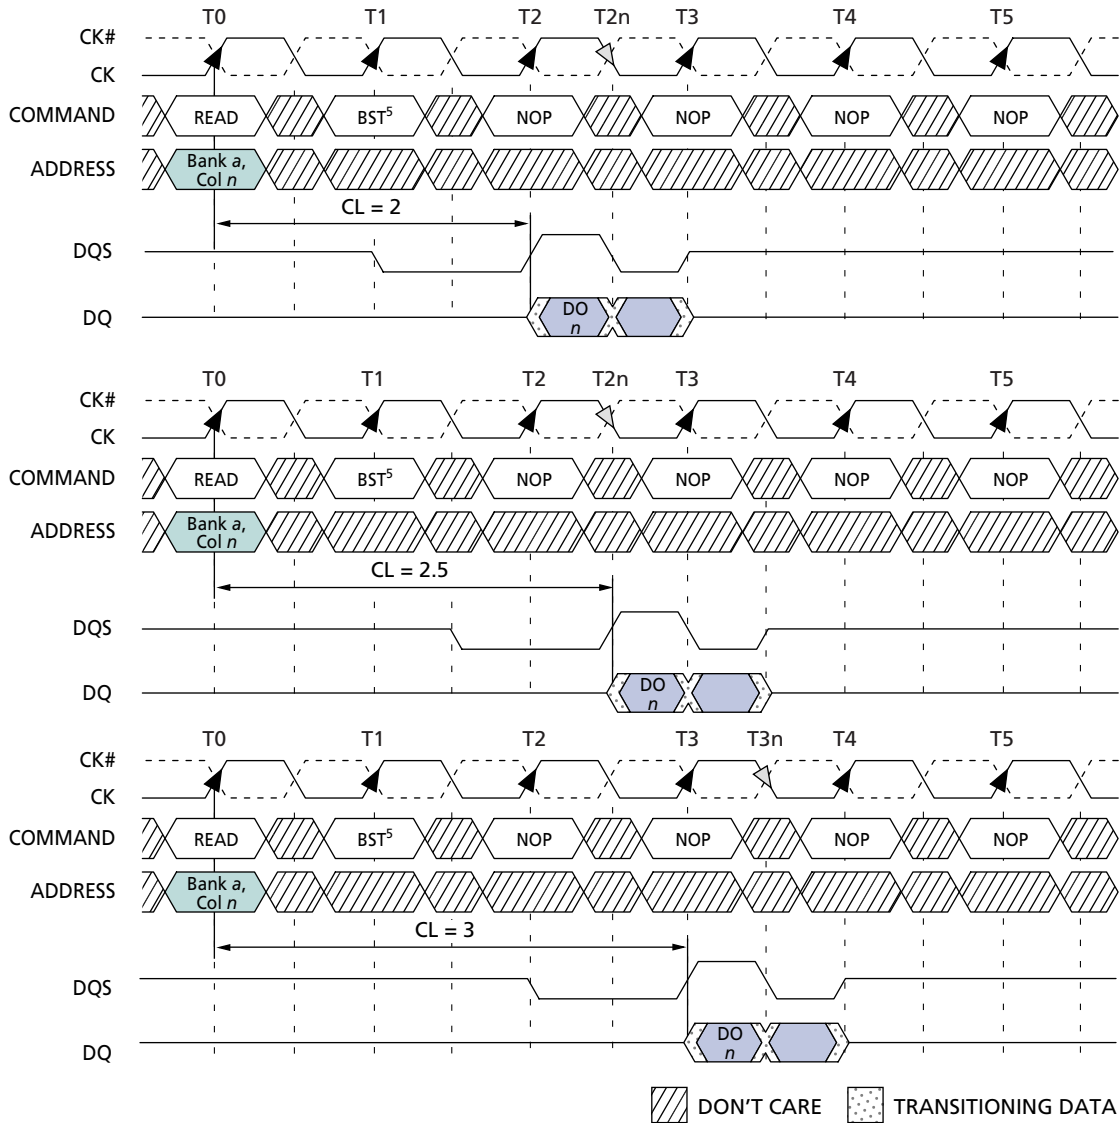 T0 T1 T2 T2n T3 T4 T5
CK#
CK
COMMAND READ BST5 NOP NOP NOP NOP
ADDRESS Bank a,
Col n
CL = 2
DQS
DQ DO
n
T0 T1 T2 T2n T3 T4 T5
CK#
CK
COMMAND READ BST5 NOP NOP NOP NOP
ADDRESS Bank a,
Col n
CL = 2.5
DQS
DQ DO
n
T0 T1 T2 T3 T3n T4 T5
CK#
CK
COMMAND READ BST5 NOP NOP NOP NOP
ADDRESS Bank a,
Col n
CL = 3
DQS
DQ DO
n
DON'T CARE TRANSITIONING DATA